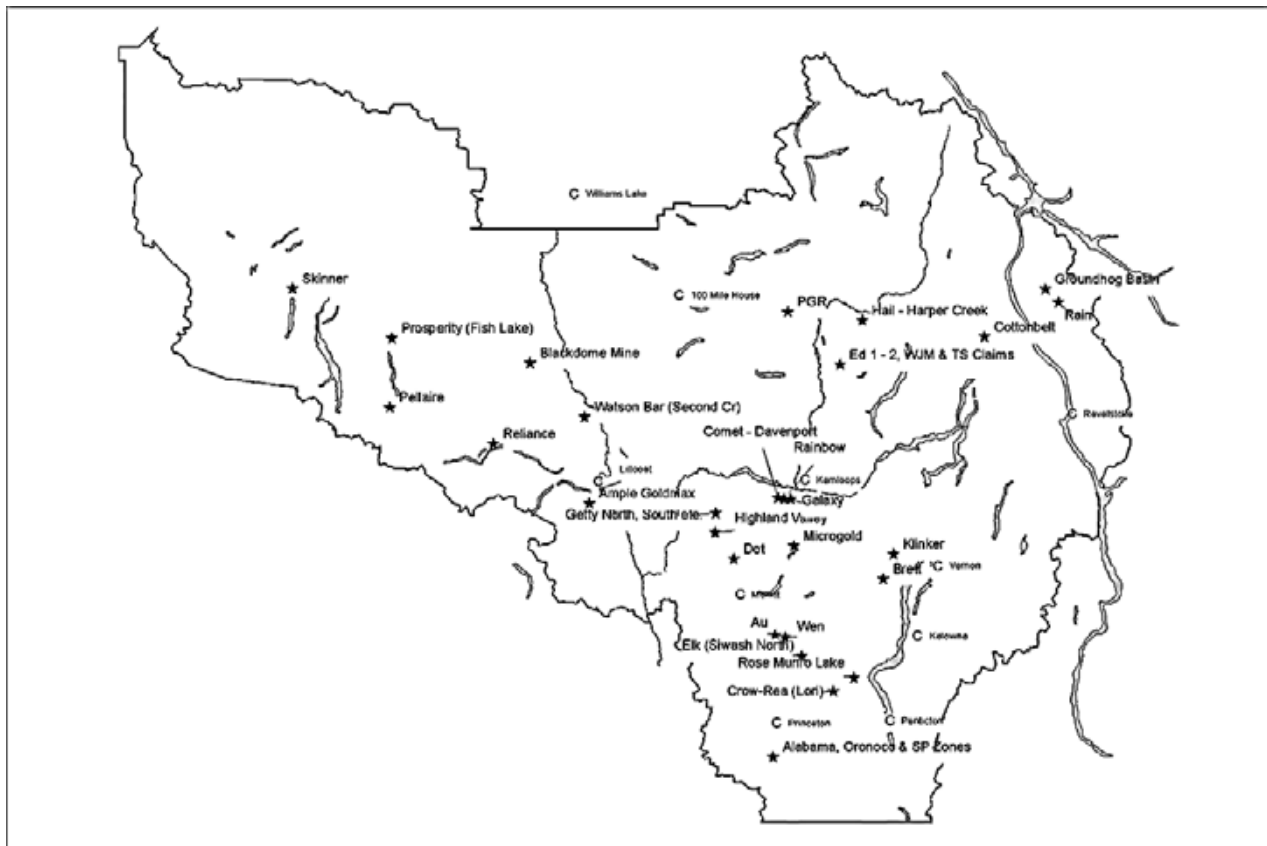 Williams Lake
Skinner
Groundhog Basin
100 Mile House
PGR
Rain
Hail - Harper Creek
Prosperity (Fish Lake)
Cottonbelt
Blackdome Mine
Ed 1 - 2, WJM & TS Claims
Pellaire
Watson Bar (Second Cr)
Revelstoke
Comet - Davenport
Reliance
Rainbow
Lillooet
Kamloops
Ample Goldmax
Galaxy
Getty North, South etc.
Highland Valley
Microgold
Dot
Klinker
Brett
Vernon
Au
Wen
Kelowna
Elk (Siwash North)
Rose Munro Lake
Crow-Rea (Lori)
Princeton
Penticton
Alabama, Oronoco & SP Zones